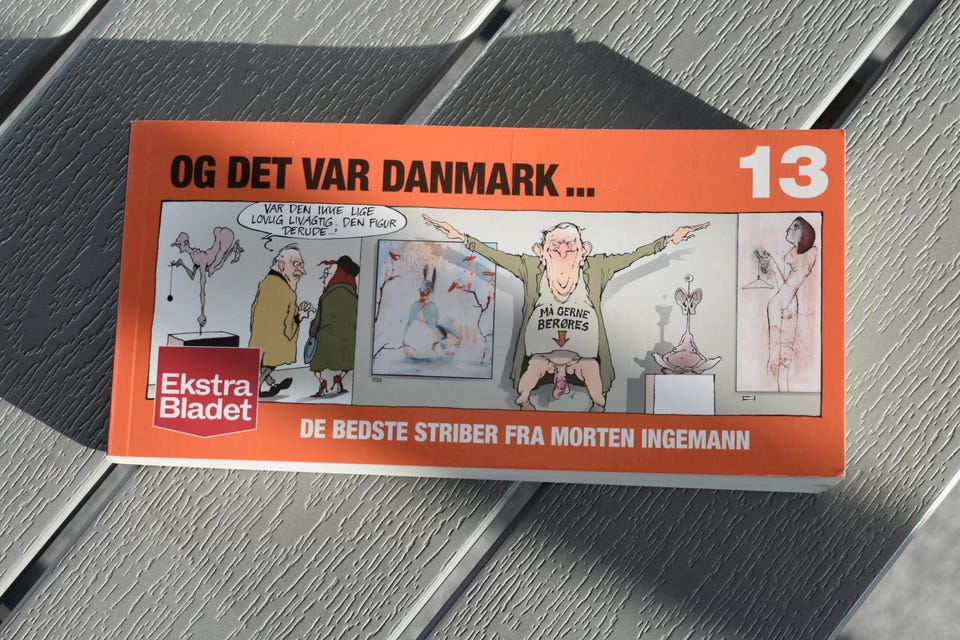 OG DET VAR DANMARK...
13
VAR DEN IKKE LIGE
LOVLIG LIVAGTIG, DEN FIGUR
DERUDE..?
MÅ GERNE
BERØRES
Ekstra
Bladet
DE BEDSTE STRIBER FRA MORTEN INGEMANN